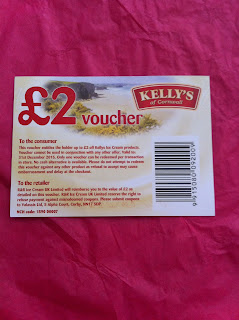 £2 voucher
KELLY'S
of Cornwall
To the consumer
This voucher entitles the holder up to £2 off Kellys Ice Cream products.
Voucher cannot be used in conjunction with any other offer. Valid to:
31st December 2015. Only one voucher can be redeemed per transaction
in store. No cash alternative is available. Please do not attempt to redeem
this voucher against any other product as refusal to accept may cause
embarrassment and delay at the checkout.
To the retailer
R&R Ice Cream UK Limited will reimburse you to the value of £2 as
detailed on this voucher. R&R Ice Cream UK Limited reserve the right to
refuse payment against misredeemed coupons. Please submit coupons
to Valassis Ltd, Corby, NN17
NCH code: